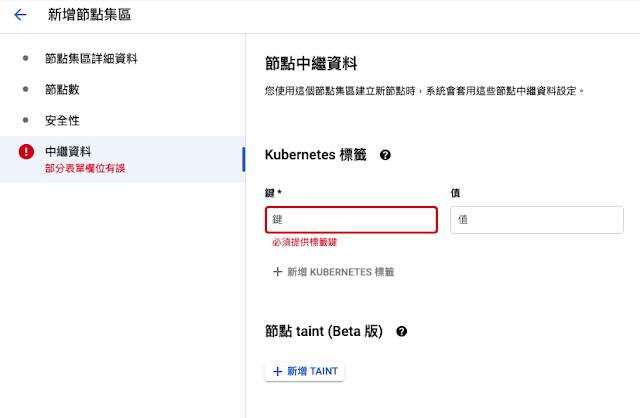 新增節點集區
節點集區詳細資料
節點數
安全性
中繼資料
部分表單欄位有誤
節點中繼資料
您使用這個節點集區建立新節點時，系統會套用這些節點中繼資料設定。
Kubernetes 標籤
鍵 * 值
鍵 值
必須提供標籤鍵
新增 KUBERNETES 標籤
節點 taint (Beta 版)
新增 TAINT